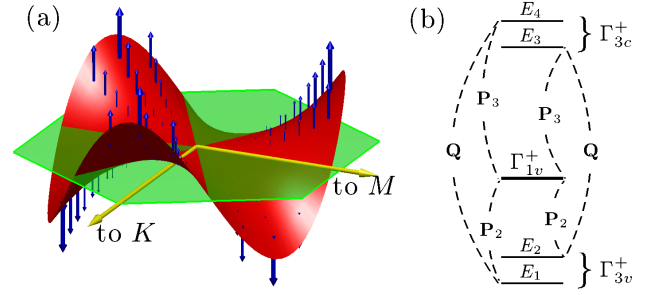 (a)
to M
to K
(b)
E₄
E₃
} Γ⁺₃c
P₃
P₃
Q
Q
Γ⁺₁v
P₂
P₂
E₂
E₁
} Γ⁺₃v